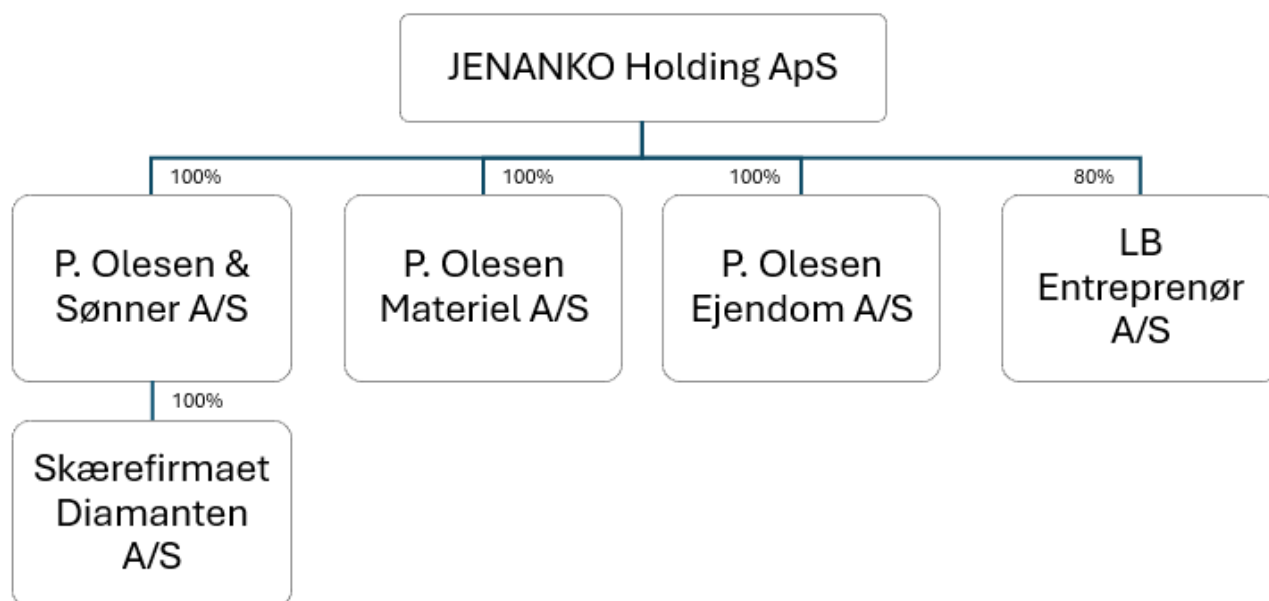 JENANKO Holding ApS
100%
100%
100%
80%
P. Olesen &
Sønner A/S
P. Olesen
Materiel A/S
P. Olesen
Ejendom A/S
LB
Entreprenør
A/S
100%
Skærefirmaet
Diamanten
A/S